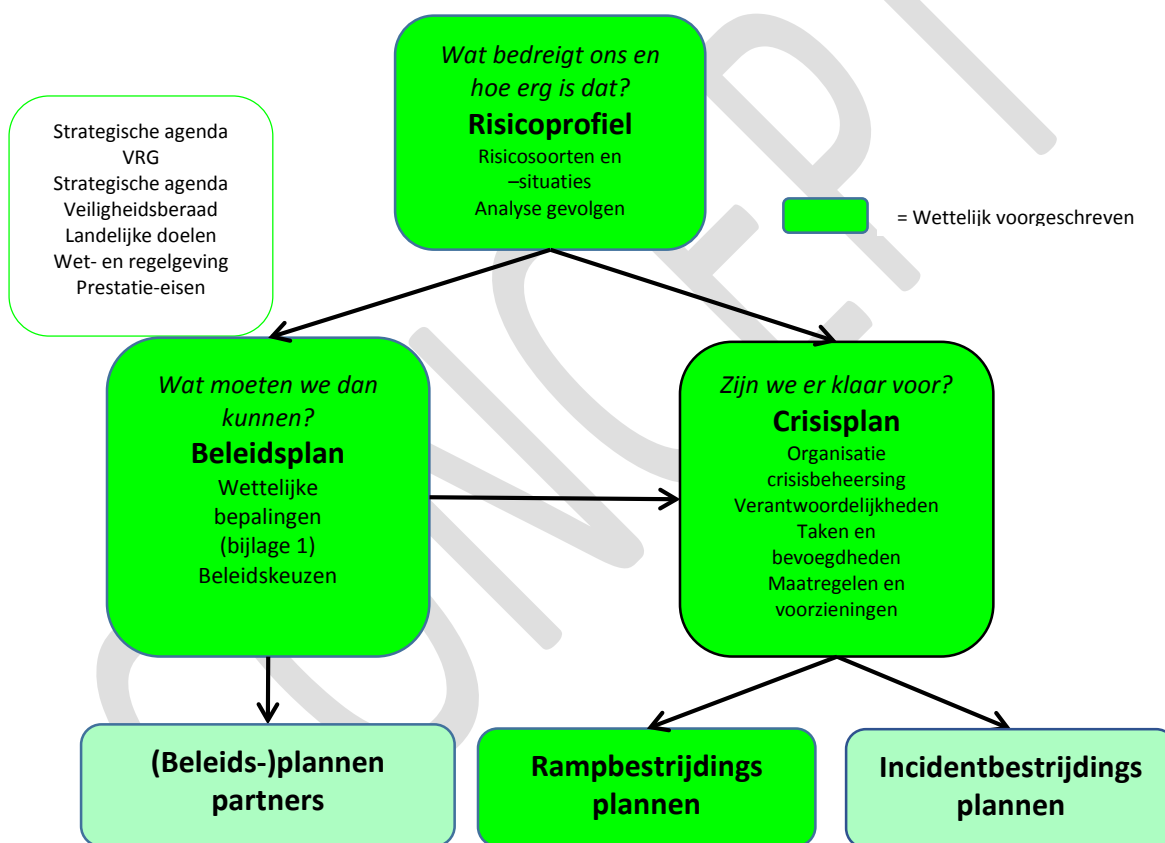 Wat bedreigt ons en
hoe erg is dat?
Risicoprofiel
Risicosoorten en
–situaties
Analyse gevolgen
Strategische agenda
VRG
Strategische agenda
Veiligheidsberaad
Landelijke doelen
Wet- en regelgeving
Prestatie-eisen
= Wettelijk voorgeschreven
Wat moeten we dan
kunnen?
Beleidsplan
Wettelijke
bepalingen
(bijlage 1)
Beleidskeuzen
Zijn we er klaar voor?
Crisisplan
Organisatie
crisisbeheersing
Verantwoordelijkheden
Taken en
bevoegdheden
Maatregelen en
voorzieningen
(Beleids-)plannen
partners
Rampbestrijdings
plannen
Incidentbestrijdings
plannen
CONCEPT